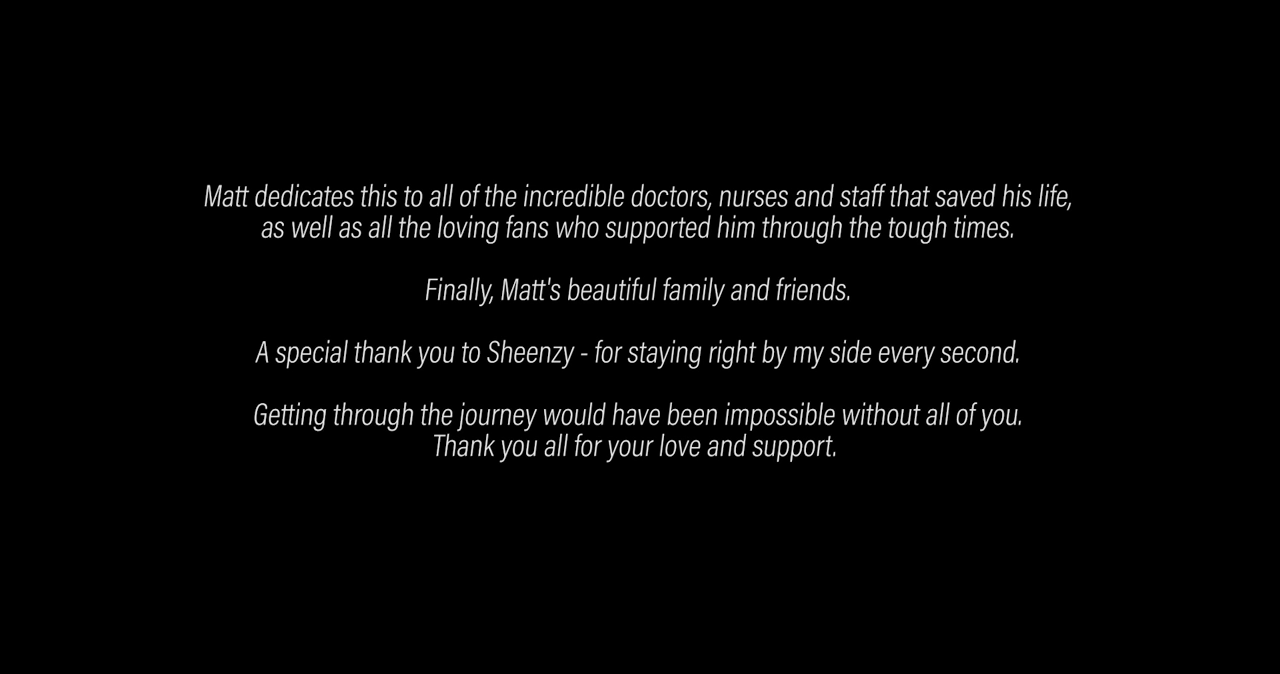 Matt dedicates this to all of the incredible doctors, nurses and staff that saved his life,
as well as all the loving fans who supported him through the tough times.
Finally, Matt's beautiful family and friends.
A special thank you to Sheenzy - for staying right by my side every second.
Getting through the journey would have been impossible without all of you.
Thank you all for your love and support.